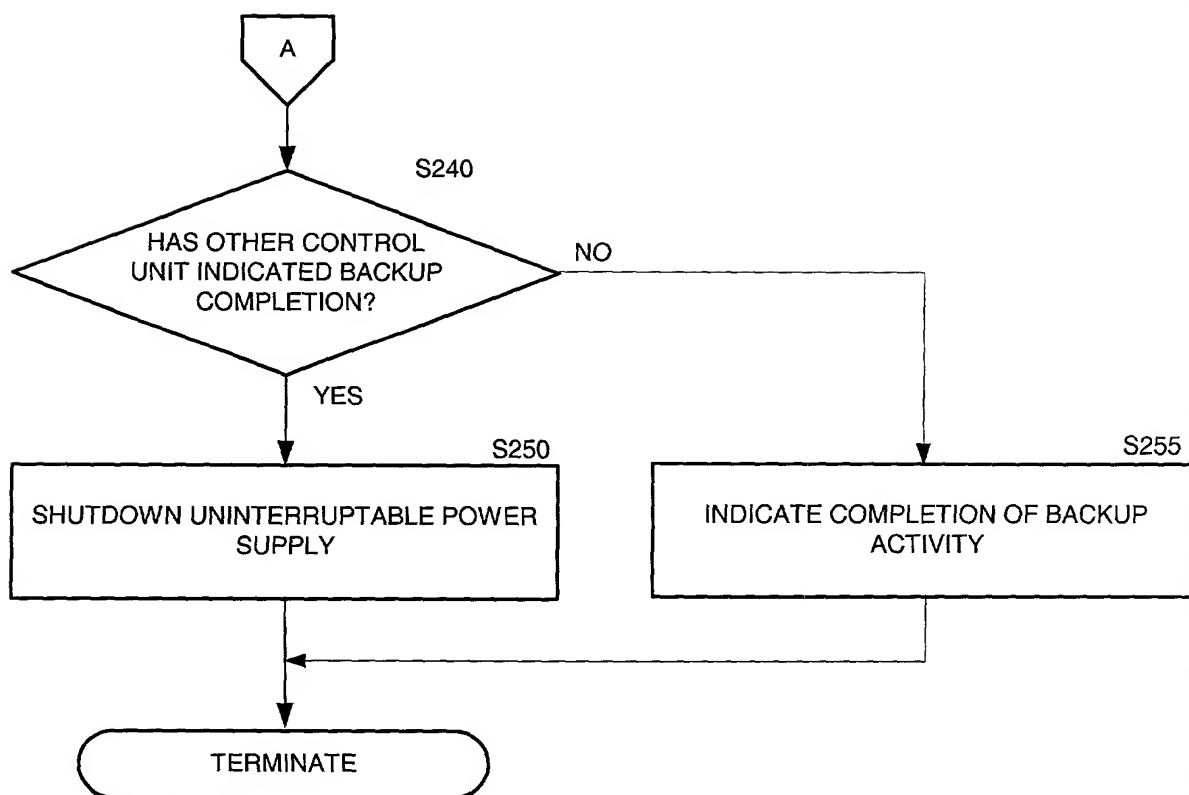 A
S240
HAS OTHER CONTROL
UNIT INDICATED BACKUP
COMPLETION?
NO
YES
S250
SHUTDOWN UNINTERRUPTABLE POWER
SUPPLY
S255
INDICATE COMPLETION OF BACKUP
ACTIVITY
TERMINATE